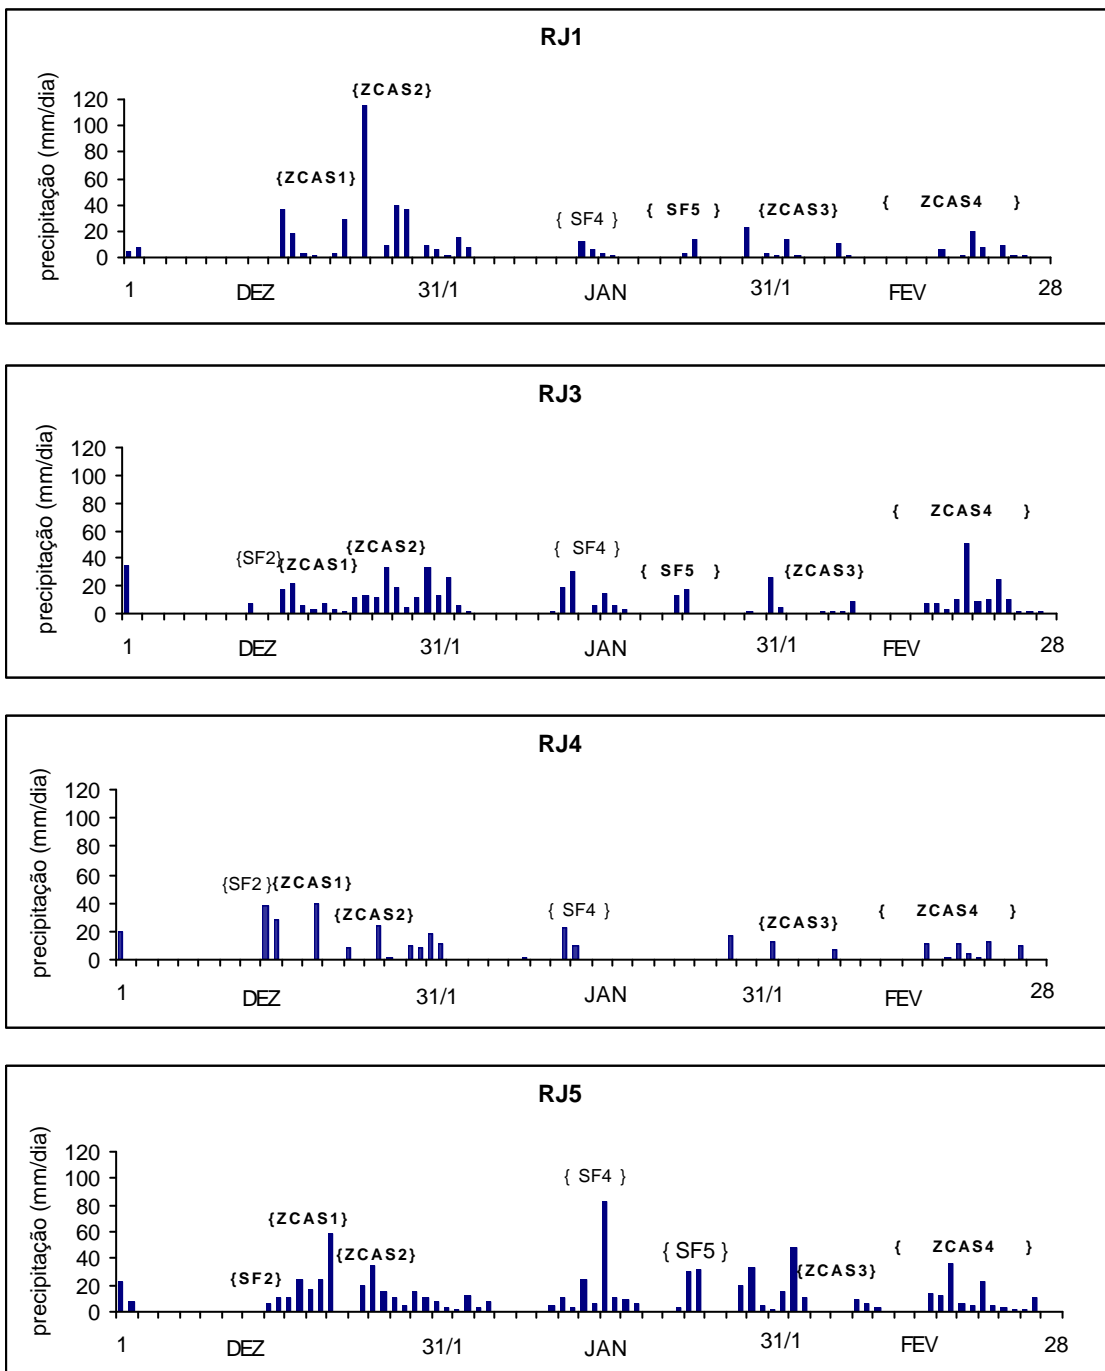 RJ1
precipitação (mm/dia)
120
100
80
60
40
20
0
{ZCAS2}
{ZCAS1}
{ SF4 }
{ SF5 }
{ZCAS3}
{ ZCAS4 }
1 DEZ 31/1 JAN 31/1 FEV 28
RJ3
precipitação (mm/dia)
120
100
80
60
40
20
0
{SF2}
{ZCAS1}
{ZCAS2}
{ SF4 }
{ SF5 }
{ZCAS3}
{ ZCAS4 }
1 DEZ 31/1 JAN 31/1 FEV 28
RJ4
precipitação (mm/dia)
120
100
80
60
40
20
0
{SF2 }
{ZCAS1}
{ZCAS2}
{ SF4 }
{ZCAS3}
{ ZCAS4 }
1 DEZ 31/1 JAN 31/1 FEV 28
RJ5
precipitação (mm/dia)
120
100
80
60
40
20
0
{SF2}
{ZCAS1}
{ZCAS2}
{ SF4 }
{ SF5 }
{ZCAS3}
{ ZCAS4 }
1 DEZ 31/1 JAN 31/1 FEV 28